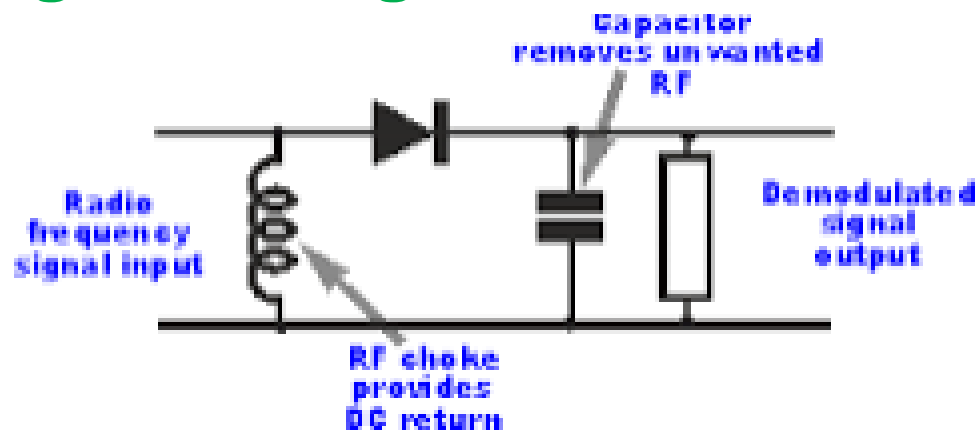 Capacitor
removes unwanted
RF
Radio
frequency
signal input
Demodulated
signal
output
RF choke
provides
DC return